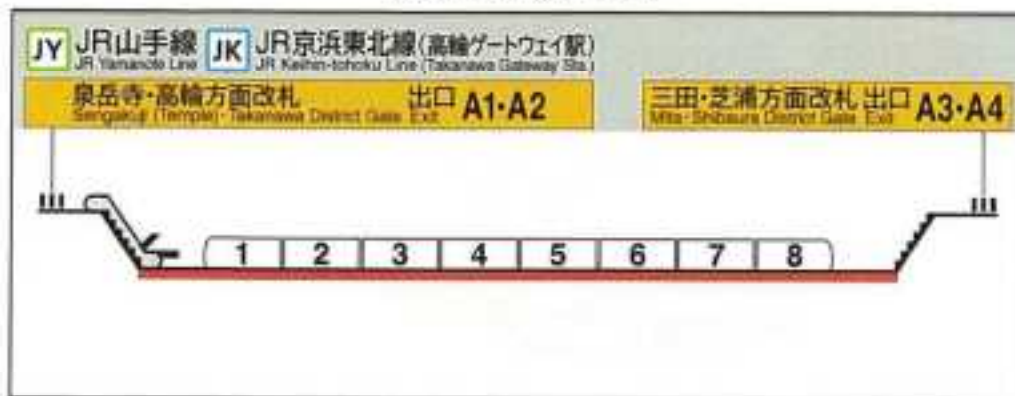 JY JR山手線 JK JR京浜東北線(高輪ゲートウェイ駅)
JR Yamanote Line JR Keihin-tohoku Line (Takanawa Gateway Sta.)
泉岳寺・高輪方面改札 出口 A1・A2
Sengakuji (Temple)・Takanawa District Gate Exit
三田・芝浦方面改札 出口 A3・A4
Mita・Shibaura District Gate Exit
1 2 3 4 5 6 7 8